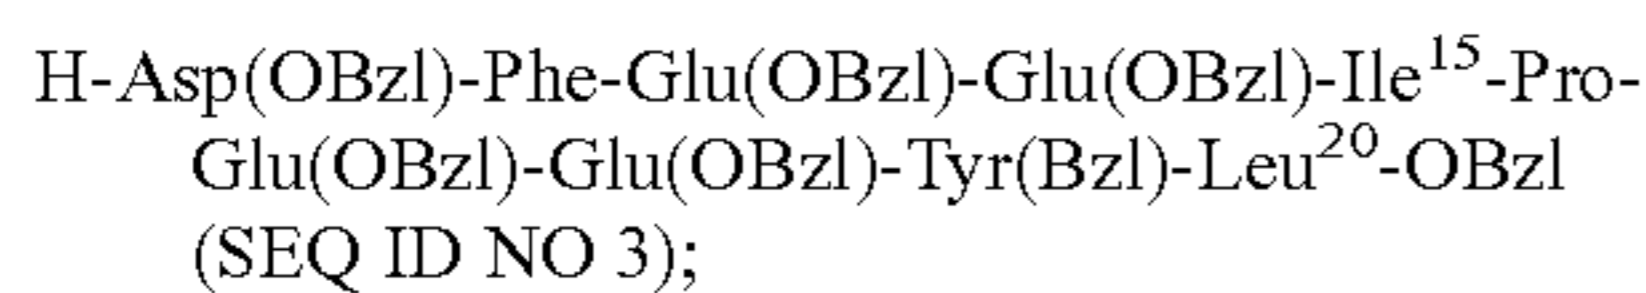 H-Asp(OBzl)-Phe-Glu(OBzl)-Glu(OBzl)-Ile¹⁵-Pro-
Glu(OBzl)-Glu(OBzl)-Tyr(Bzl)-Leu²⁰-OBzl
(SEQ ID NO 3);